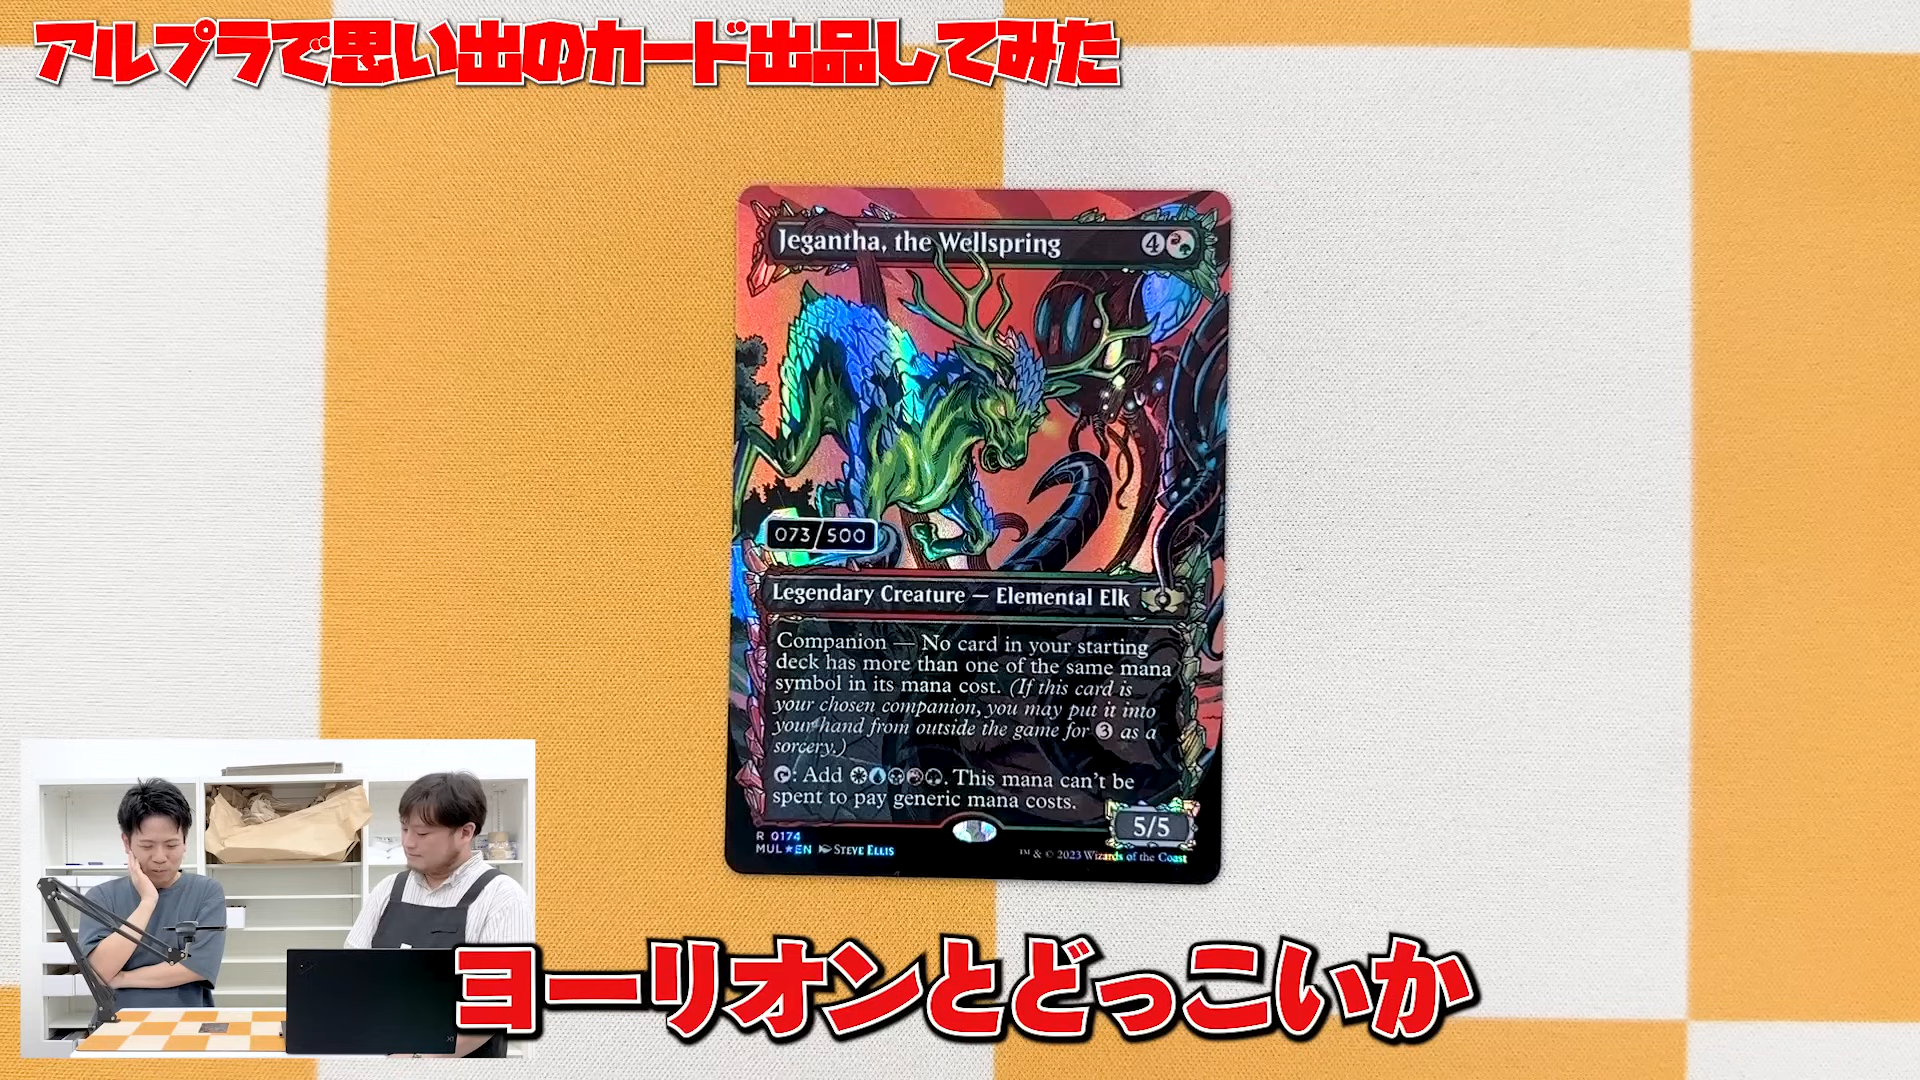 アルプラで思い出のカード出品してみた
Jegantha, the Wellspring 4
073/500
Legendary Creature — Elemental Elk
Companion — No card in your starting
deck has more than one of the same mana
symbol in its mana cost. (If this card is
your chosen companion, you may put it into
your hand from outside the game for 3 as a
sorcery.)
: Add . This mana can't be
spent to pay generic mana costs.
5/5
R 0174
MUL★EN STEVE ELLIS
™ & © 2023 Wizards of the Coast
ヨーリオンとどっこいか